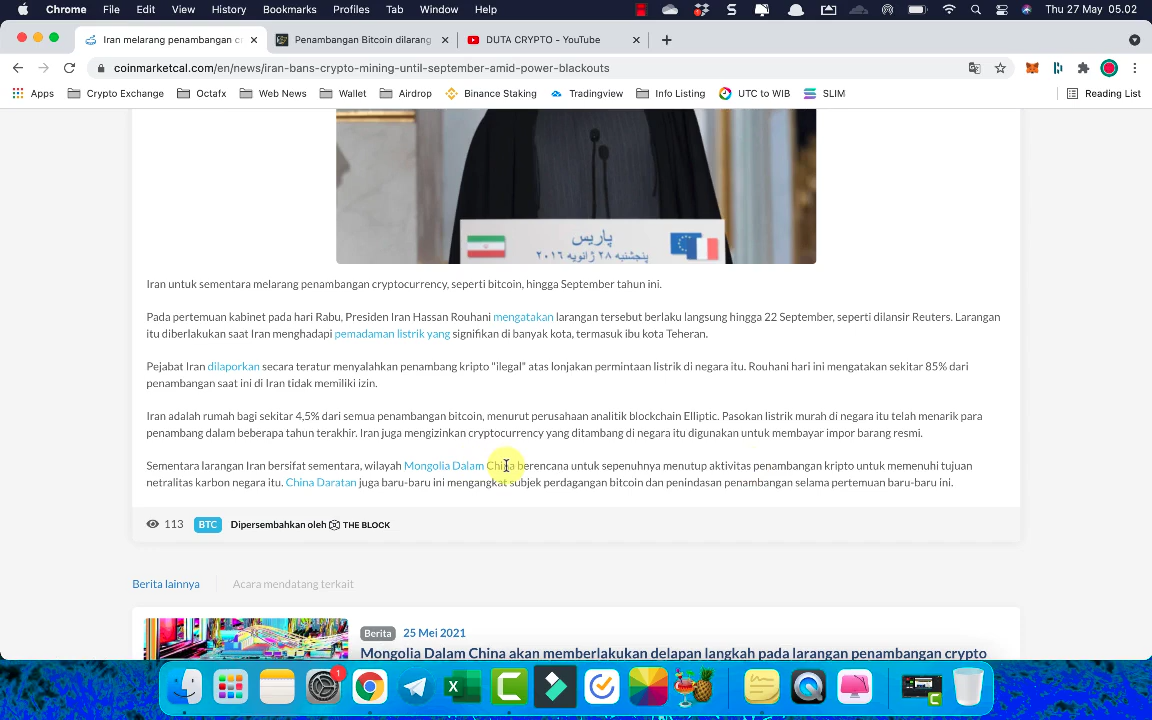 Chrome File Edit View History Bookmarks Profiles Tab Window Help Thu 27 May 05.02
Iran melarang penambangan cr Penambangan Bitcoin dilarang DUTA CRYPTO - YouTube
coinmarketcal.com/en/news/iran-bans-crypto-mining-until-september-amid-power-blackouts
Apps Crypto Exchange Octafx Web News Wallet Airdrop Binance Staking Tradingview Info Listing UTC to WIB SLIM Reading List
پاریس
پنجشنبه ۲۸ ژانویه ۲۰۱۶
Iran untuk sementara melarang penambangan cryptocurrency, seperti bitcoin, hingga September tahun ini.
Pada pertemuan kabinet pada hari Rabu, Presiden Iran Hassan Rouhani mengatakan larangan tersebut berlaku langsung hingga 22 September, seperti dilansir Reuters. Larangan
itu diberlakukan saat Iran menghadapi pemadaman listrik yang signifikan di banyak kota, termasuk ibu kota Teheran.
Pejabat Iran dilaporkan secara teratur menyalahkan penambang kripto "ilegal" atas lonjakan permintaan listrik di negara itu. Rouhani hari ini mengatakan sekitar 85% dari
penambangan saat ini di Iran tidak memiliki izin.
Iran adalah rumah bagi sekitar 4,5% dari semua penambangan bitcoin, menurut perusahaan analitik blockchain Elliptic. Pasokan listrik murah di negara itu telah menarik para
penambang dalam beberapa tahun terakhir. Iran juga mengizinkan cryptocurrency yang ditambang di negara itu digunakan untuk membayar impor barang resmi.
Sementara larangan Iran bersifat sementara, wilayah Mongolia Dalam China berencana untuk sepenuhnya menutup aktivitas penambangan kripto untuk memenuhi tujuan
netralitas karbon negara itu. China Daratan juga baru-baru ini mengangkat subjek perdagangan bitcoin dan penindasan penambangan selama pertemuan baru-baru ini.
113 BTC Dipersembahkan oleh THE BLOCK
Berita lainnya Acara mendatang terkait
Berita 25 Mei 2021
Mongolia Dalam China akan memberlakukan delapan langkah pada larangan penambangan crypto
1